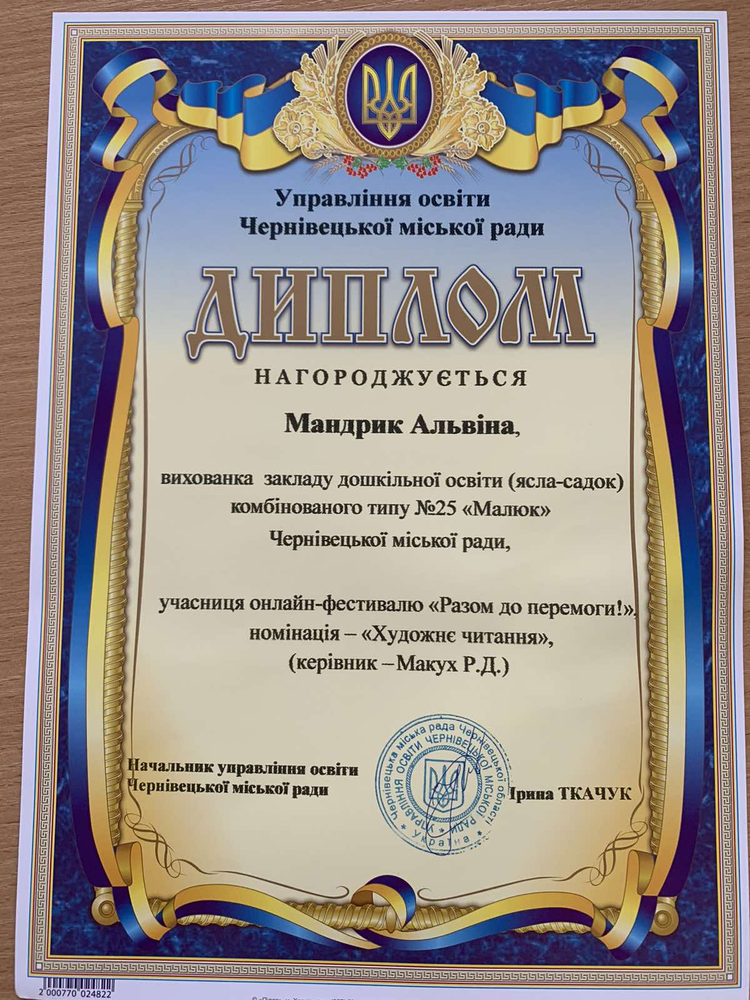 Управління освіти
Чернівецької міської ради
ДИПЛОМ
НАГОРОДЖУЄТЬСЯ
Мандрик Альвіна,
вихованка закладу дошкільної освіти (ясла-садок)
комбінованого типу №25 «Малюк»
Чернівецької міської ради,
учасниця онлайн-фестивалю «Разом до перемоги!»,
номінація – «Художнє читання»,
(керівник – Макух Р.Д.)
Начальник управління освіти
Чернівецької міської ради
Чернівецька міська рада Чернівецької області
* Україна *
УПРАВЛІННЯ ОСВІТИ ЧЕРНІВЕЦЬКОЇ МІСЬКОЇ РАДИ *
Ірина ТКАЧУК
2 000770 024822